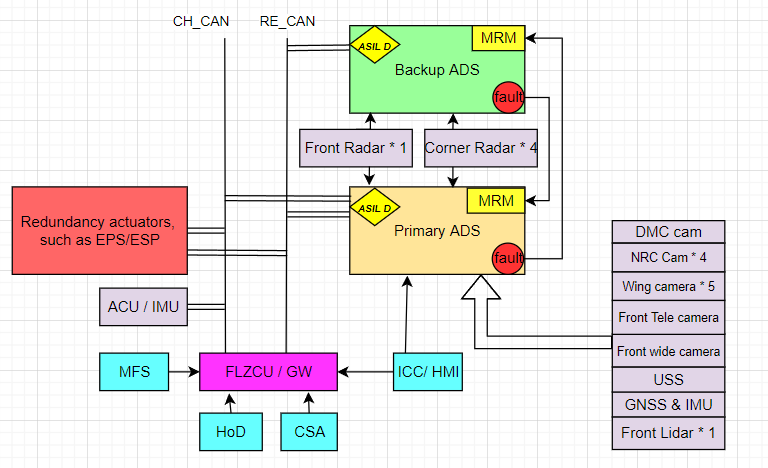 CH_CAN
RE_CAN
ASIL D
MRM
Backup ADS
fault
Front Radar * 1
Corner Radar * 4
ASIL D
MRM
Primary ADS
fault
Redundancy actuators,
such as EPS/ESP
ACU / IMU
MFS
FLZCU / GW
ICC/ HMI
HoD
CSA
DMC cam
NRC Cam * 4
Wing camera * 5
Front Tele camera
Front wide camera
USS
GNSS & IMU
Front Lidar * 1